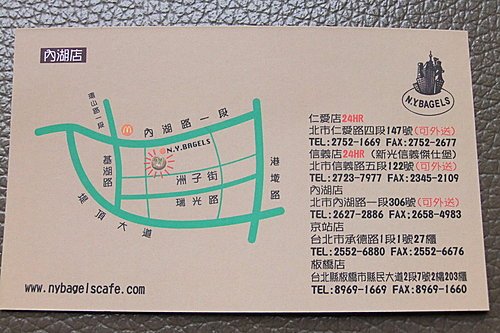 內湖店
N.Y.BAGELS
堤頂大道
基湖路
內湖路一段
N.Y.BAGELS
洲子街
瑞光路
港墘路
仁愛店24HR
北市仁愛路四段147號(可外送)
TEL:2752-1669 FAX:2752-2677
信義店24HR (新光信義傑仕堡)
北市信義路五段122號(可外送)
TEL:2723-7977 FAX:2345-2109
內湖店
北市內湖路一段306號(可外送)
TEL:2627-2886 FAX:2658-4983
京站店
台北市承德路1段1號27櫃
TEL:2552-6880 FAX:2552-6676
板橋店
台北縣板橋市縣民大道2段7號2樓203櫃
TEL:8969-1669 FAX:8969-1660
www.nybagelscafe.com